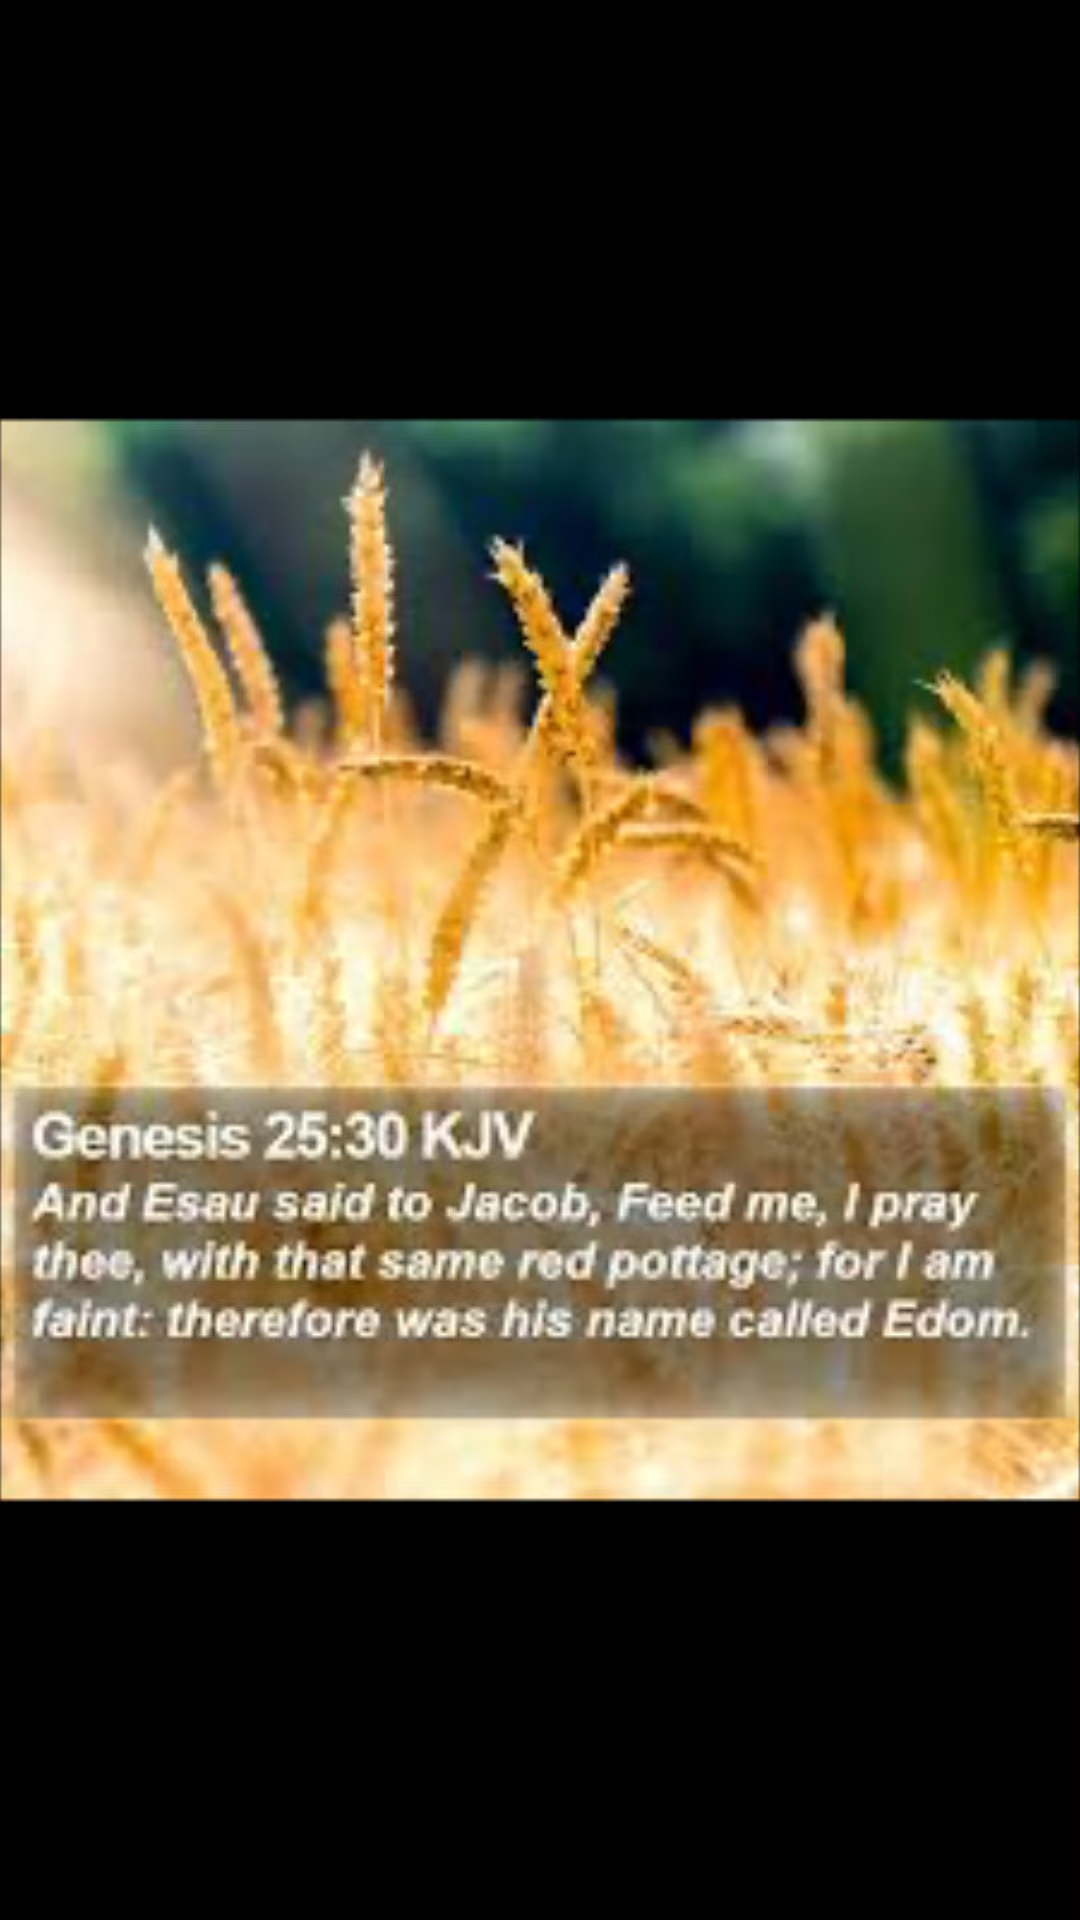 Genesis 25:30 KJV
And Esau said to Jacob, Feed me, I pray
thee, with that same red pottage; for I am
faint: therefore was his name called Edom.